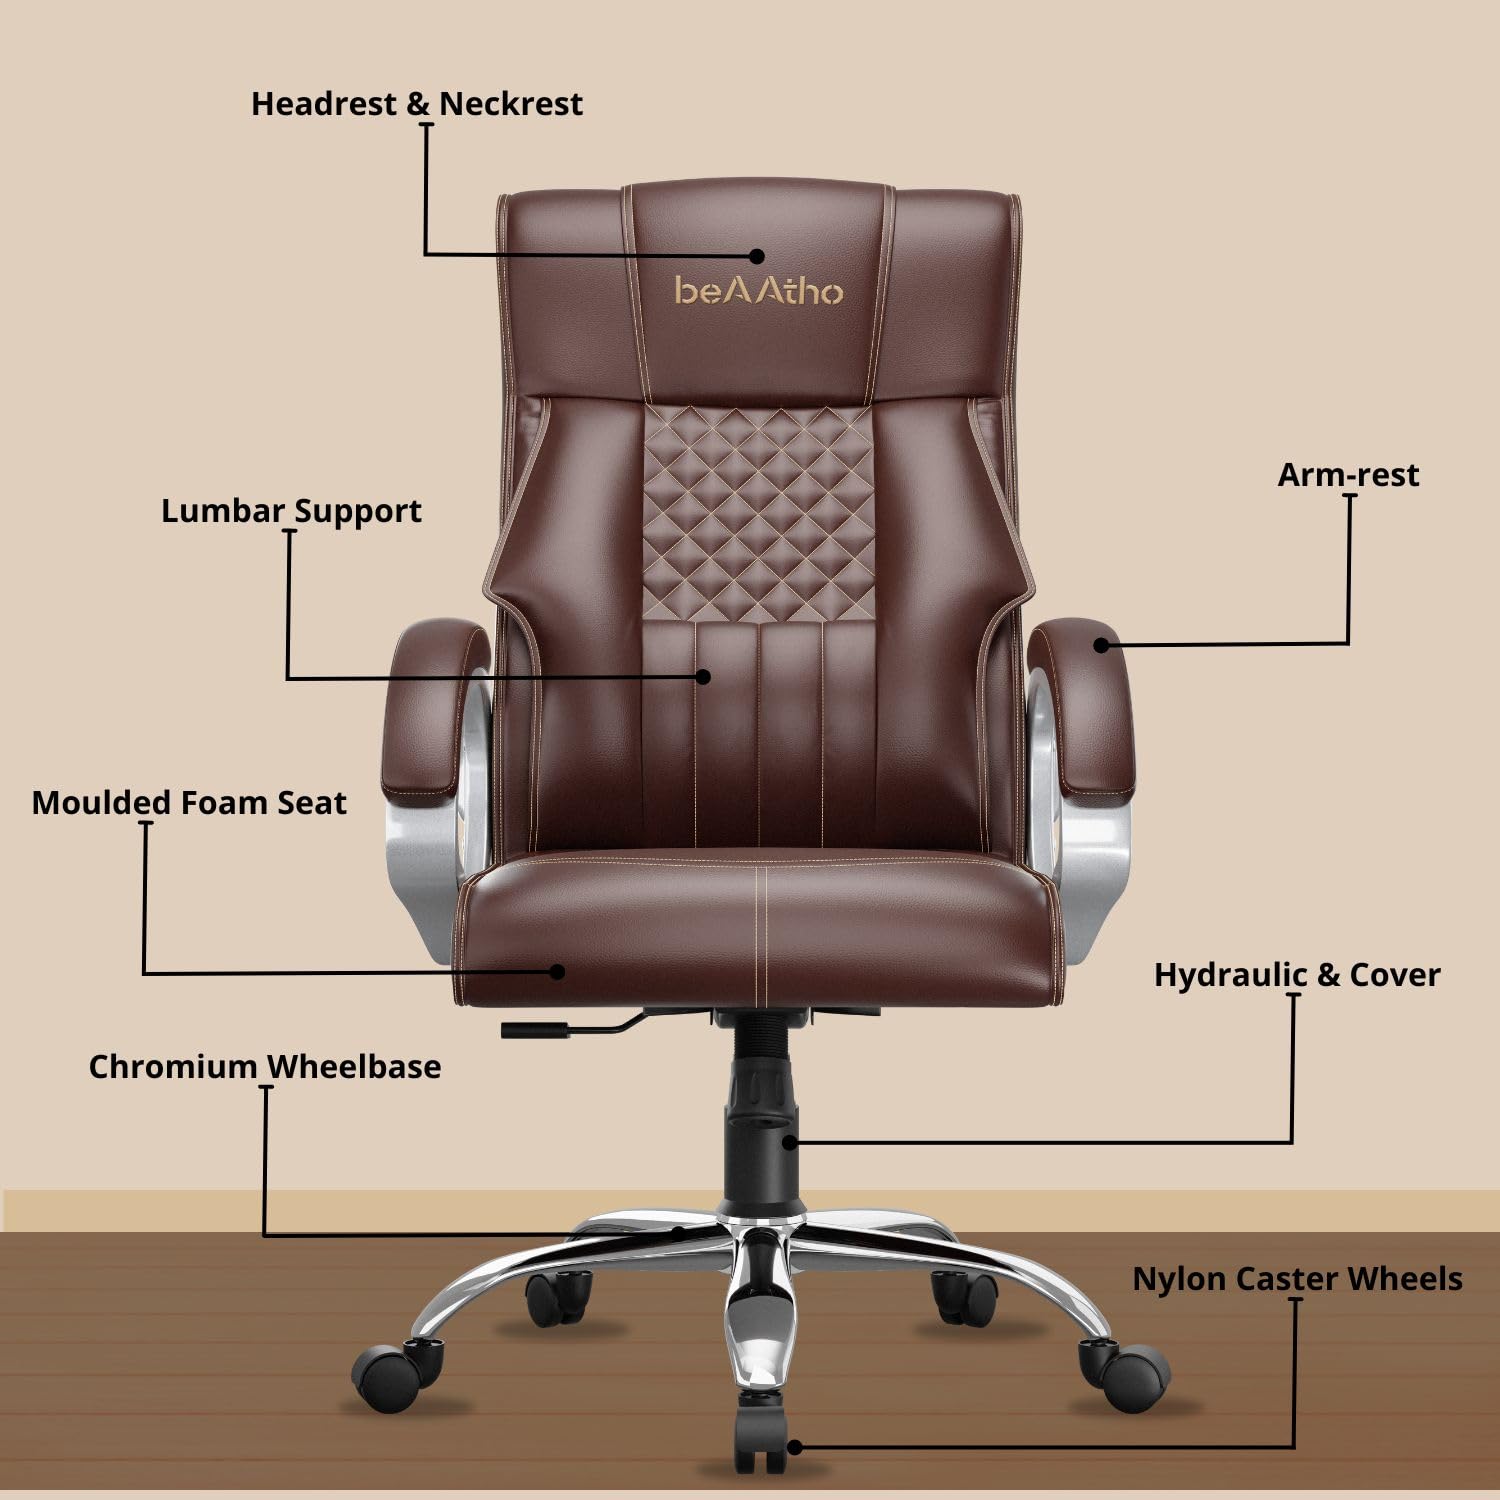 Headrest & Neckrest
beAAtho
Arm-rest
Lumbar Support
Moulded Foam Seat
Hydraulic & Cover
Chromium Wheelbase
Nylon Caster Wheels